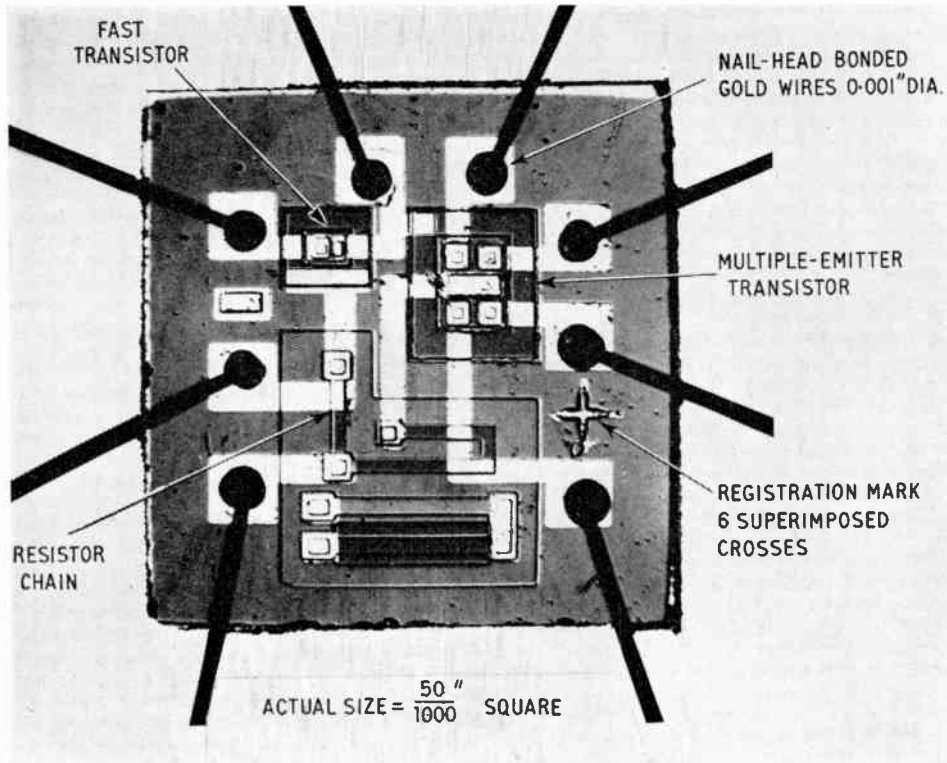 FAST
TRANSISTOR
NAIL-HEAD BONDED
GOLD WIRES 0·001" DIA.
MULTIPLE-EMITTER
TRANSISTOR
REGISTRATION MARK
6 SUPERIMPOSED
CROSSES
RESISTOR
CHAIN
ACTUAL SIZE = 50"/1000 SQUARE